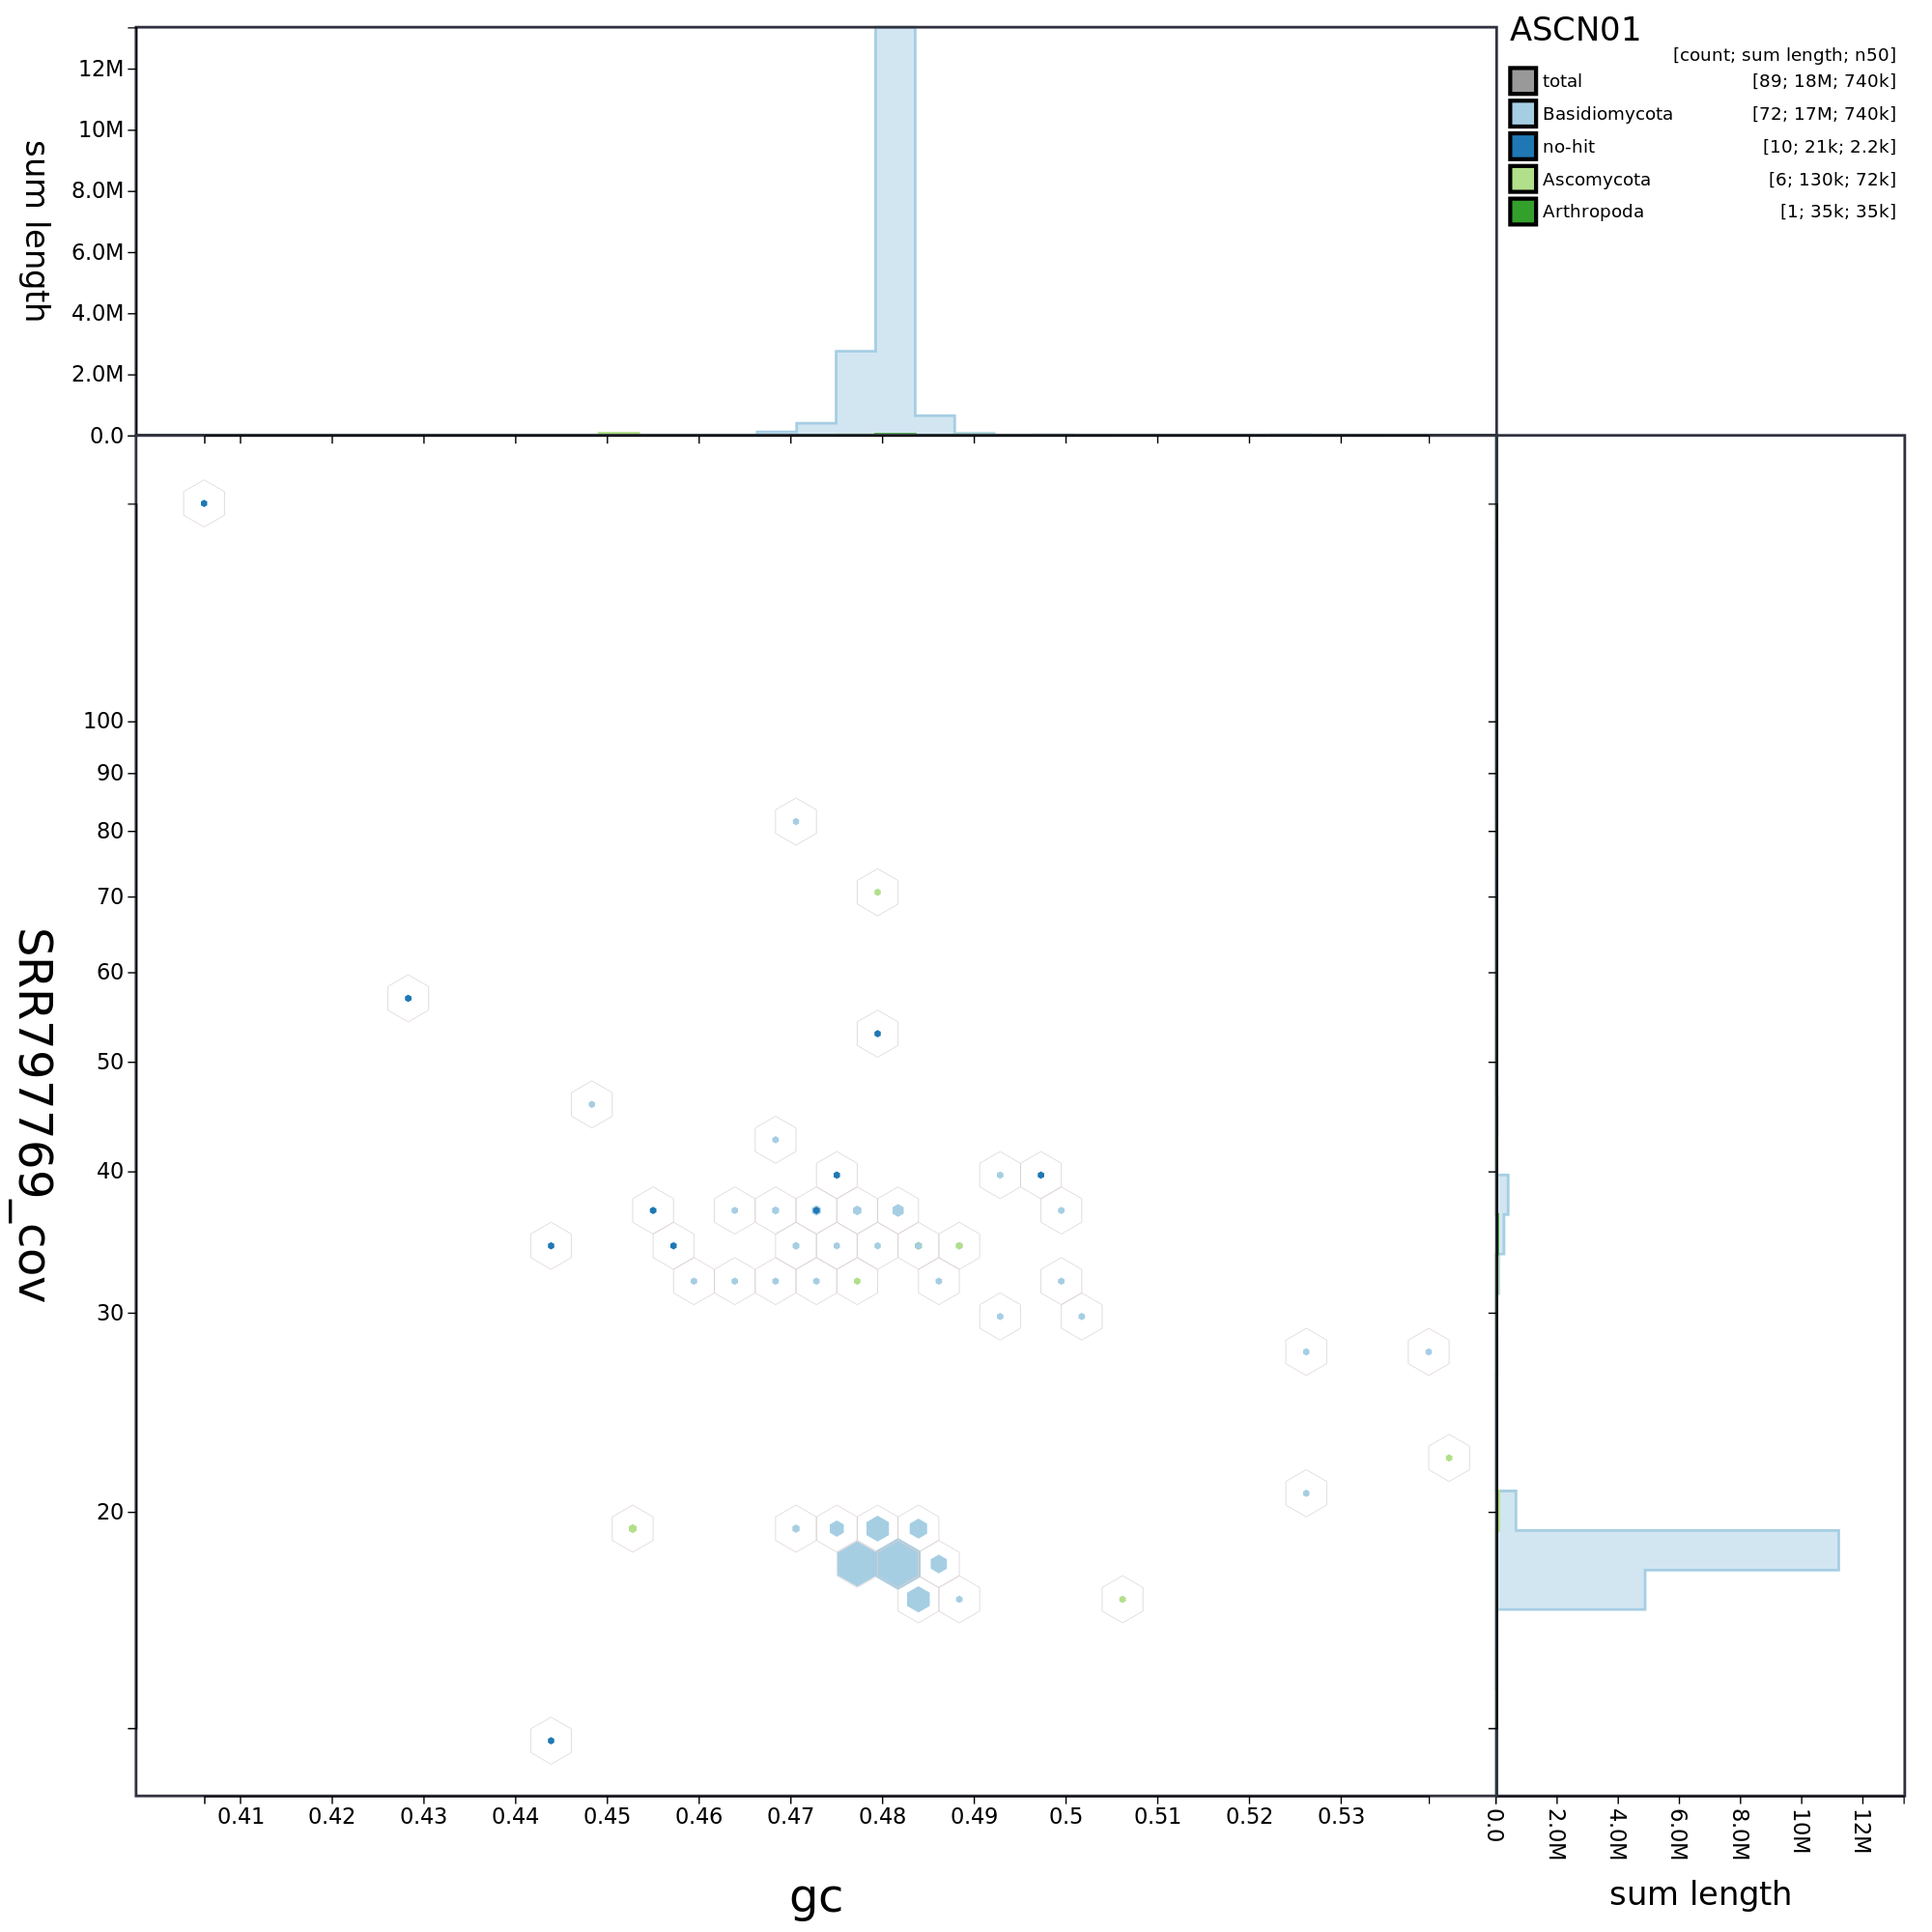 ASCN01
[count; sum length; n50]
total [89; 18M; 740k]
Basidiomycota [72; 17M; 740k]
no-hit [10; 21k; 2.2k]
Ascomycota [6; 130k; 72k]
Arthropoda [1; 35k; 35k]
sum length
12M
10M
8.0M
6.0M
4.0M
2.0M
0.0
SRR797769_cov
100
90
80
70
60
50
40
30
20
0.41 0.42 0.43 0.44 0.45 0.46 0.47 0.48 0.49 0.5 0.51 0.52 0.53
gc
0.0 2.0M 4.0M 6.0M 8.0M 10M 12M
sum length